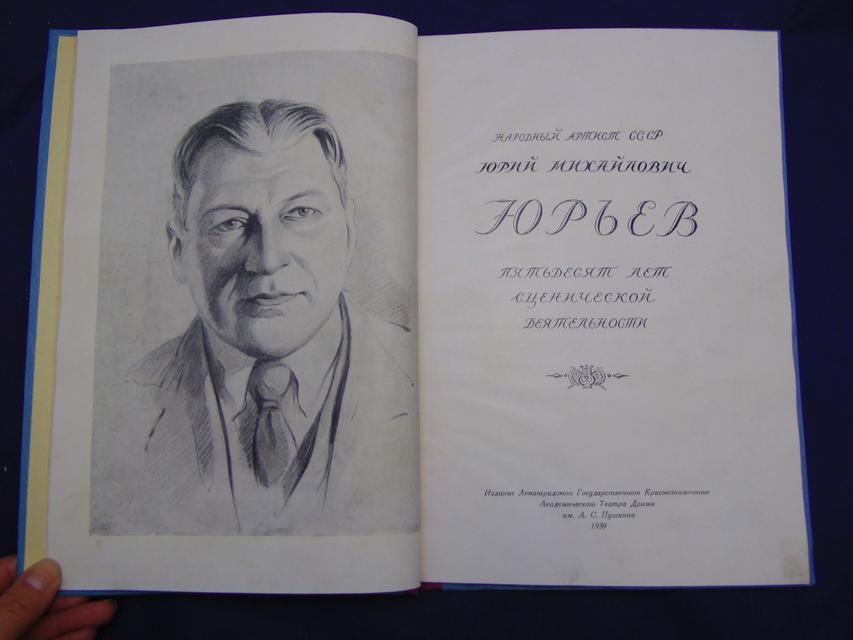 НАРОДНЫЙ АРТИСТ СССР
ЮРИЙ МИХАЙЛОВИЧ
ЮРЬЕВ
ПЯТЬДЕСЯТ ЛЕТ
СЦЕНИЧЕСКОЙ
ДЕЯТЕЛЬНОСТИ
Издание Ленинградского Государственного Краснознаменного
Академического Театра Драмы
им. А. С. Пушкина
1939